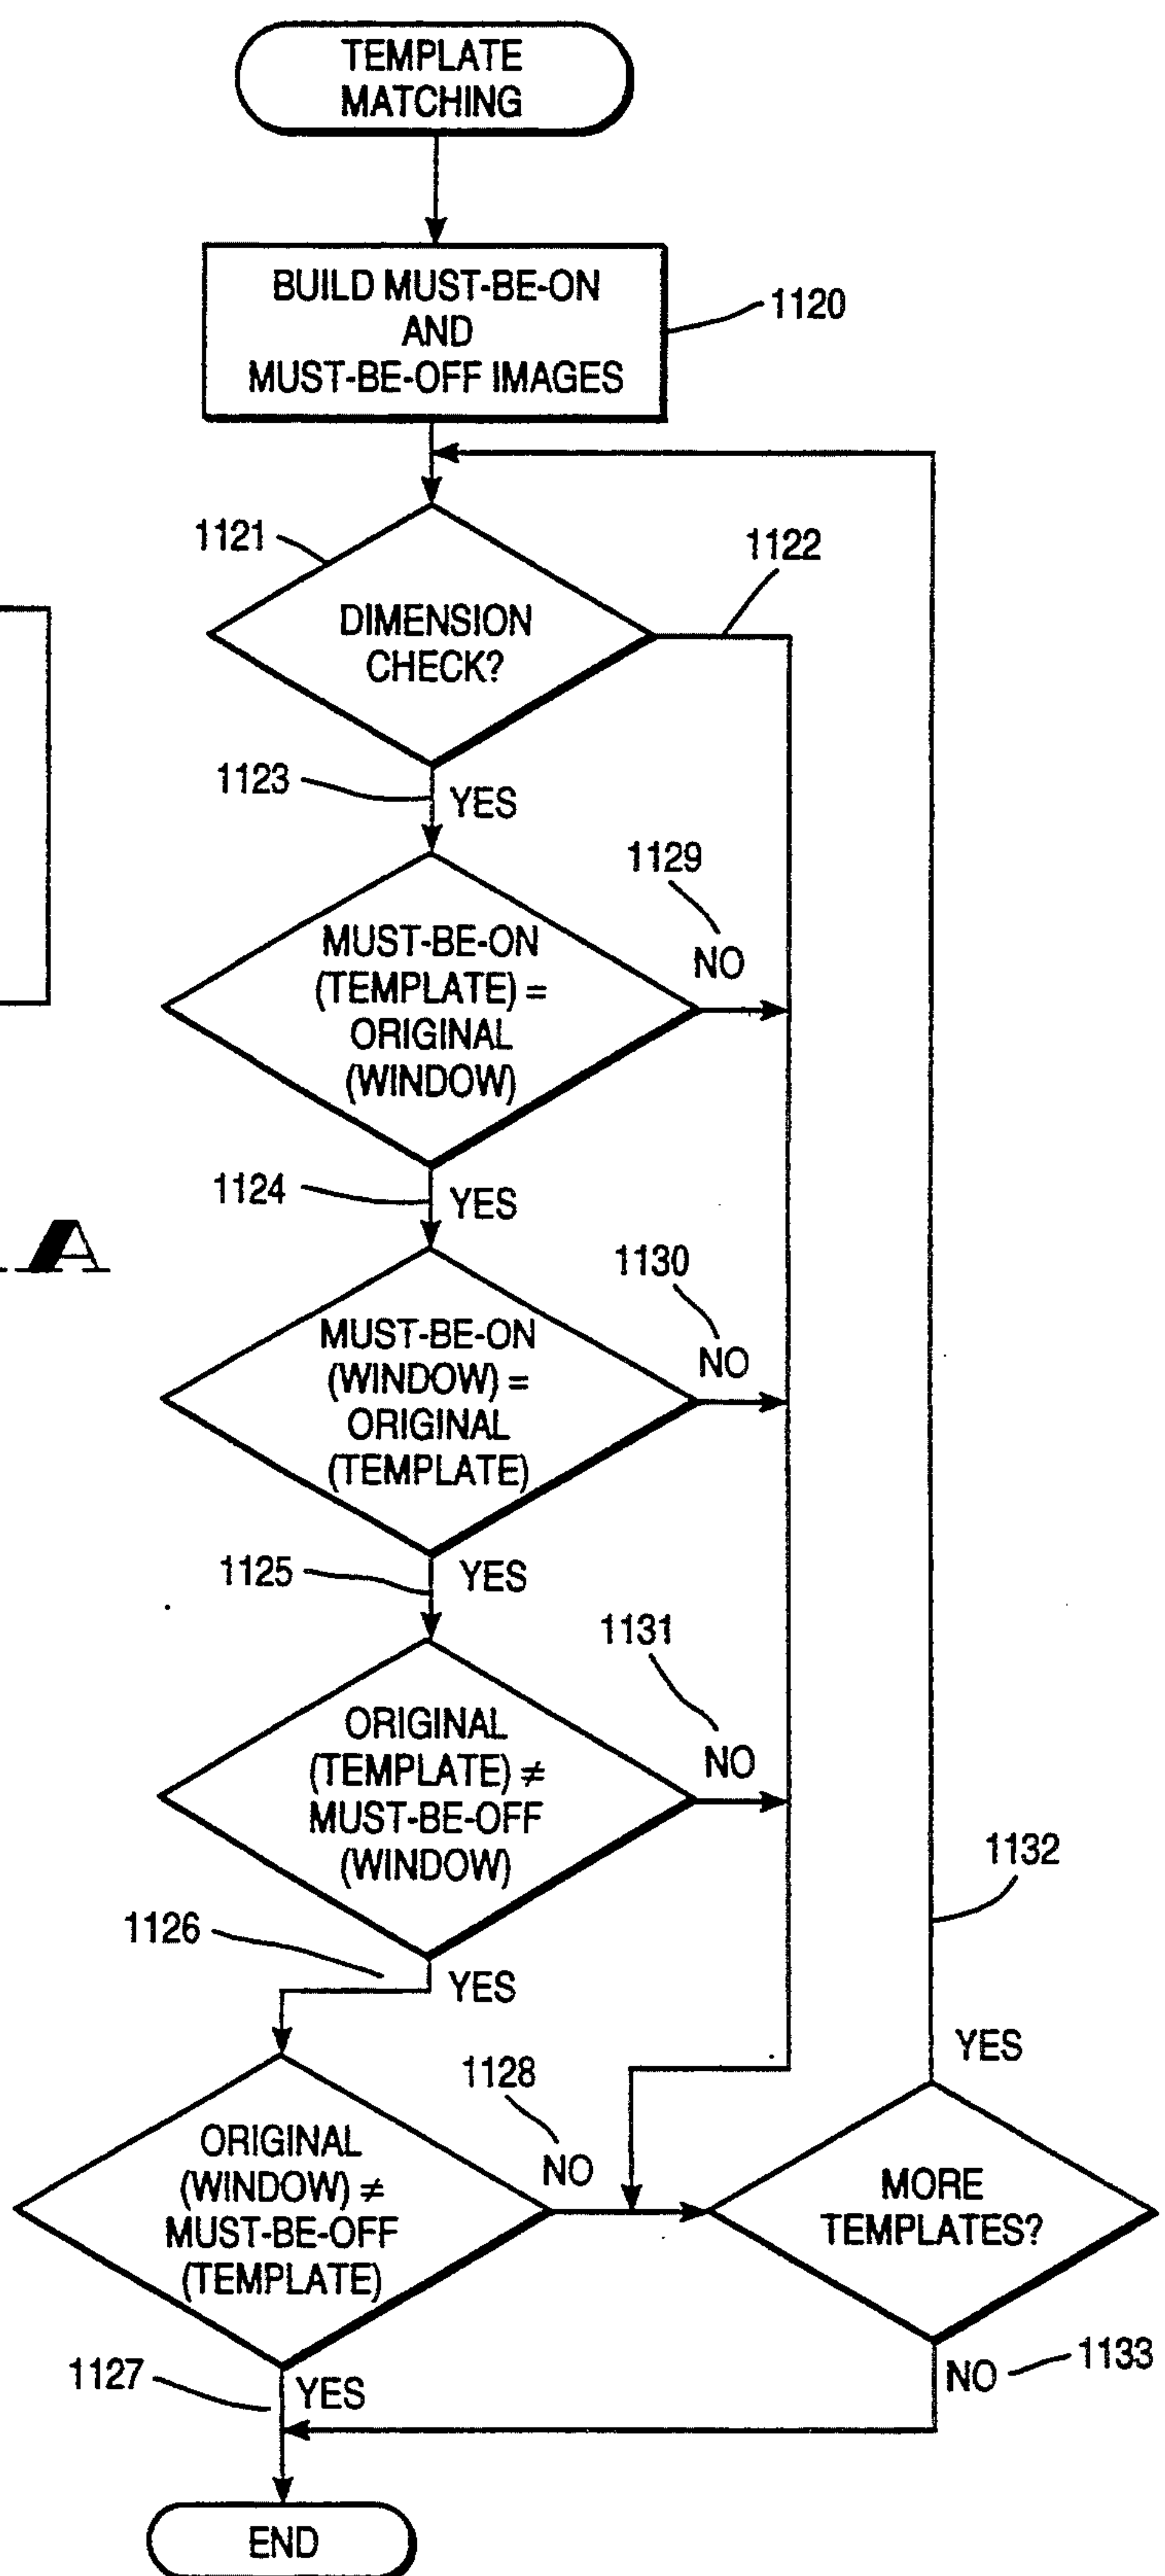 TEMPLATE
MATCHING
BUILD MUST-BE-ON
AND
MUST-BE-OFF IMAGES
1120
1121
1122
DIMENSION
CHECK?
1123
YES
1129
NO
MUST-BE-ON
(TEMPLATE) =
ORIGINAL
(WINDOW)
1124
YES
A
1130
NO
MUST-BE-ON
(WINDOW) =
ORIGINAL
(TEMPLATE)
1125
YES
1131
NO
ORIGINAL
(TEMPLATE) ≠
MUST-BE-OFF
(WINDOW)
1132
1126
YES
YES
1128
NO
ORIGINAL
(WINDOW) ≠
MUST-BE-OFF
(TEMPLATE)
MORE
TEMPLATES?
1127
YES
NO
1133
END